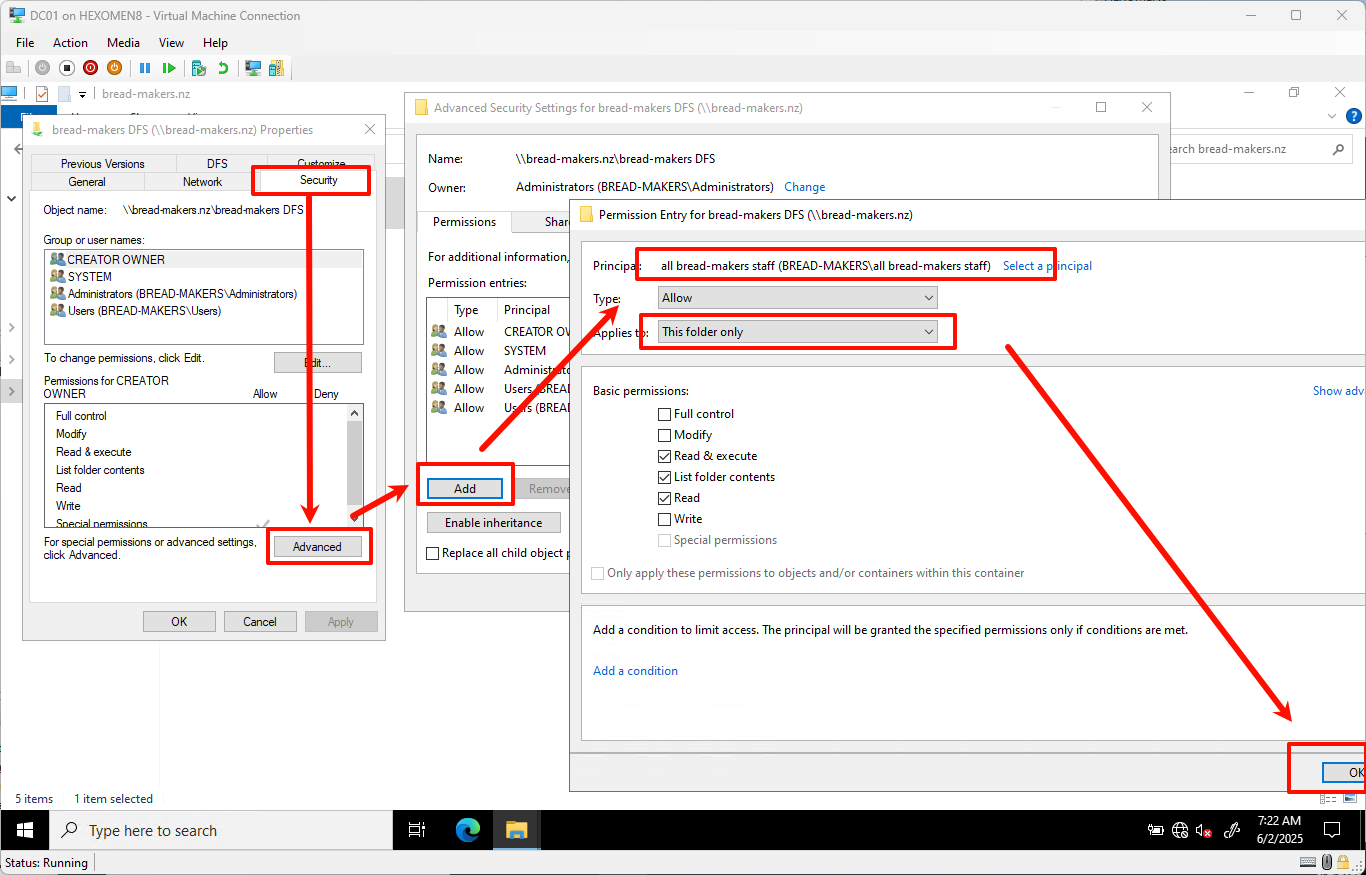 DC01 on HEXOMEN8 - Virtual Machine Connection
File Action Media View Help
bread-makers.nz
bread-makers DFS (\\bread-makers.nz) Properties
Previous Versions DFS Customize
General Network Security
Object name: \\bread-makers.nz\bread-makers DFS
Group or user names:
CREATOR OWNER
SYSTEM
Administrators (BREAD-MAKERS\Administrators)
Users (BREAD-MAKERS\Users)
To change permissions, click Edit.
Edit...
Permissions for CREATOR
OWNER Allow Deny
Full control
Modify
Read & execute
List folder contents
Read
Write
Special permissions
For special permissions or advanced settings,
click Advanced.
Advanced
OK Cancel Apply
Advanced Security Settings for bread-makers DFS (\\bread-makers.nz)
Name: \\bread-makers.nz\bread-makers DFS
Owner: Administrators (BREAD-MAKERS\Administrators) Change
Permissions Share
For additional information,
Permission entries:
Type Principal
Allow CREATOR OW
Allow SYSTEM
Allow Administrato
Allow Users (BREAD
Allow Users (BREAD
Add Remove
Enable inheritance
Replace all child object p
earch bread-makers.nz
Permission Entry for bread-makers DFS (\\bread-makers.nz)
Principal: all bread-makers staff (BREAD-MAKERS\all bread-makers staff) Select a principal
Type: Allow
Applies to: This folder only
Basic permissions:
Show adva
Full control
Modify
Read & execute
List folder contents
Read
Write
Special permissions
Only apply these permissions to objects and/or containers within this container
Add a condition to limit access. The principal will be granted the specified permissions only if conditions are met.
Add a condition
OK
5 items 1 item selected
Type here to search
7:22 AM
6/2/2025
Status: Running